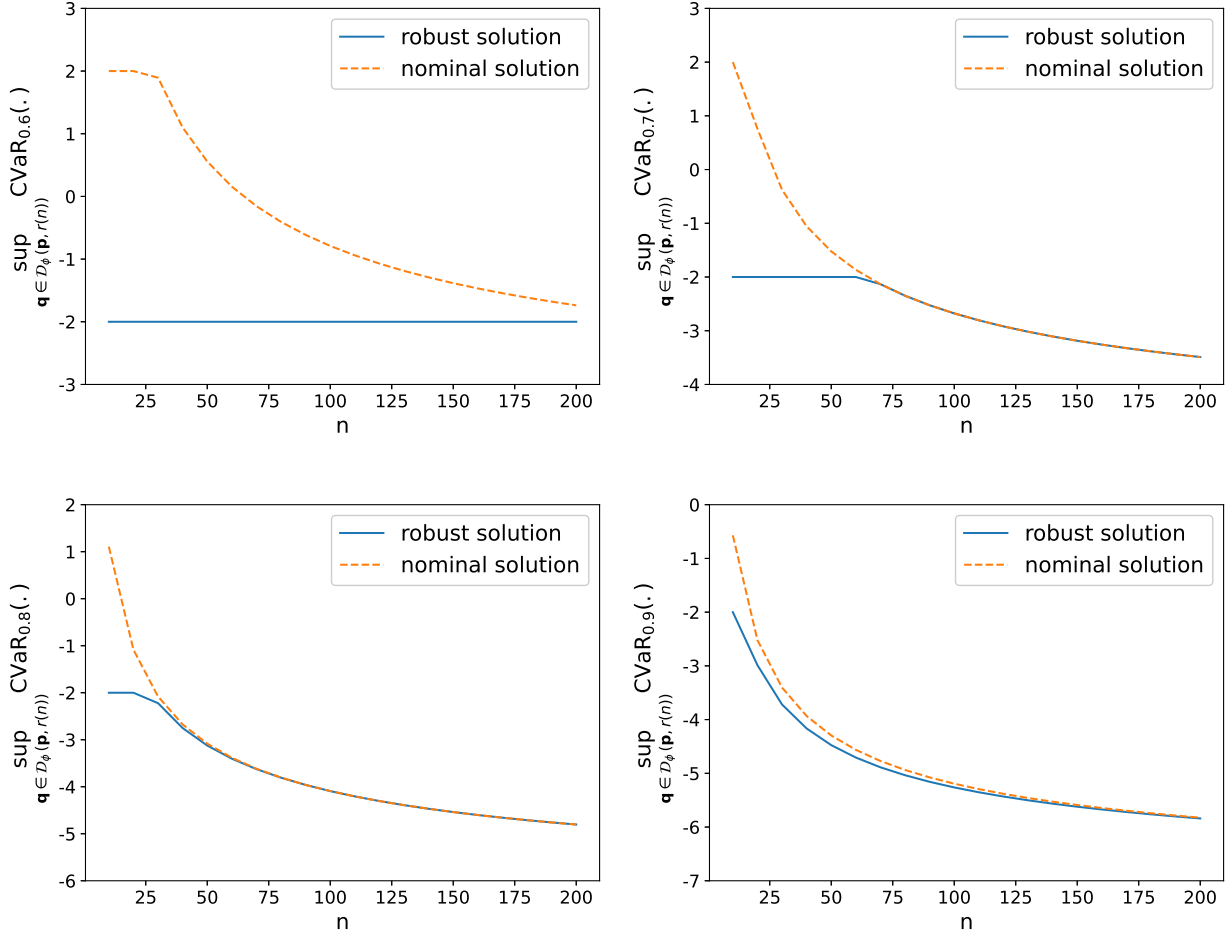 3
2
1
0
-1
-2
-3
25 50 75 100 125 150 175 200
n
sup CVaR0.6(.)
q ∈ 𝒟ϕ(p, r(n))
robust solution
nominal solution
3
2
1
0
-1
-2
-3
-4
25 50 75 100 125 150 175 200
n
sup CVaR0.7(.)
q ∈ 𝒟ϕ(p, r(n))
robust solution
nominal solution
2
1
0
-1
-2
-3
-4
-5
-6
25 50 75 100 125 150 175 200
n
sup CVaR0.8(.)
q ∈ 𝒟ϕ(p, r(n))
robust solution
nominal solution
0
-1
-2
-3
-4
-5
-6
-7
25 50 75 100 125 150 175 200
n
sup CVaR0.9(.)
q ∈ 𝒟ϕ(p, r(n))
robust solution
nominal solution